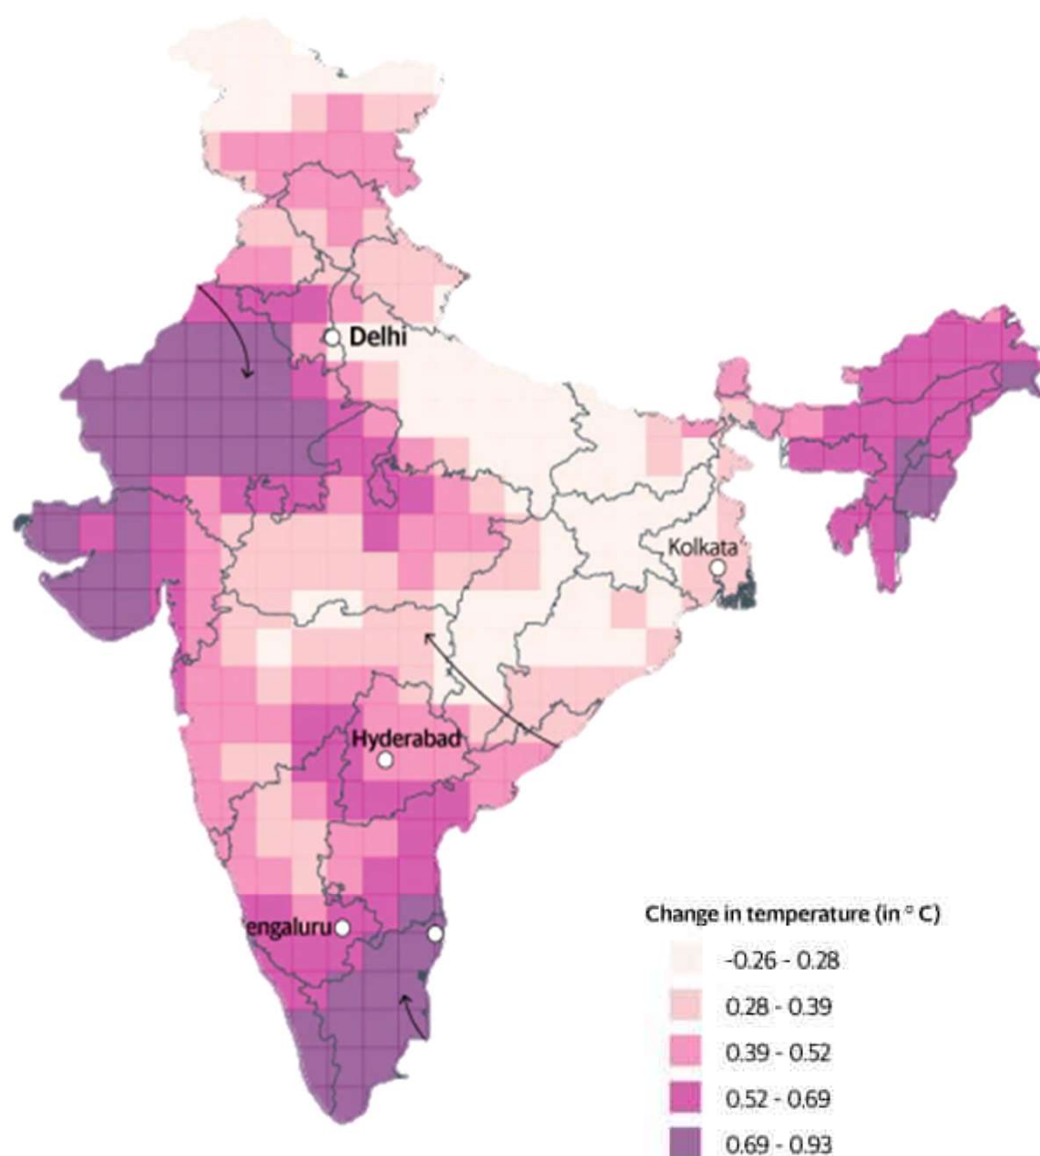 Delhi
Kolkata
Hyderabad
engaluru
Change in temperature (in ° C)
-0.26 - 0.28
0.28 - 0.39
0.39 - 0.52
0.52 - 0.69
0.69 - 0.93